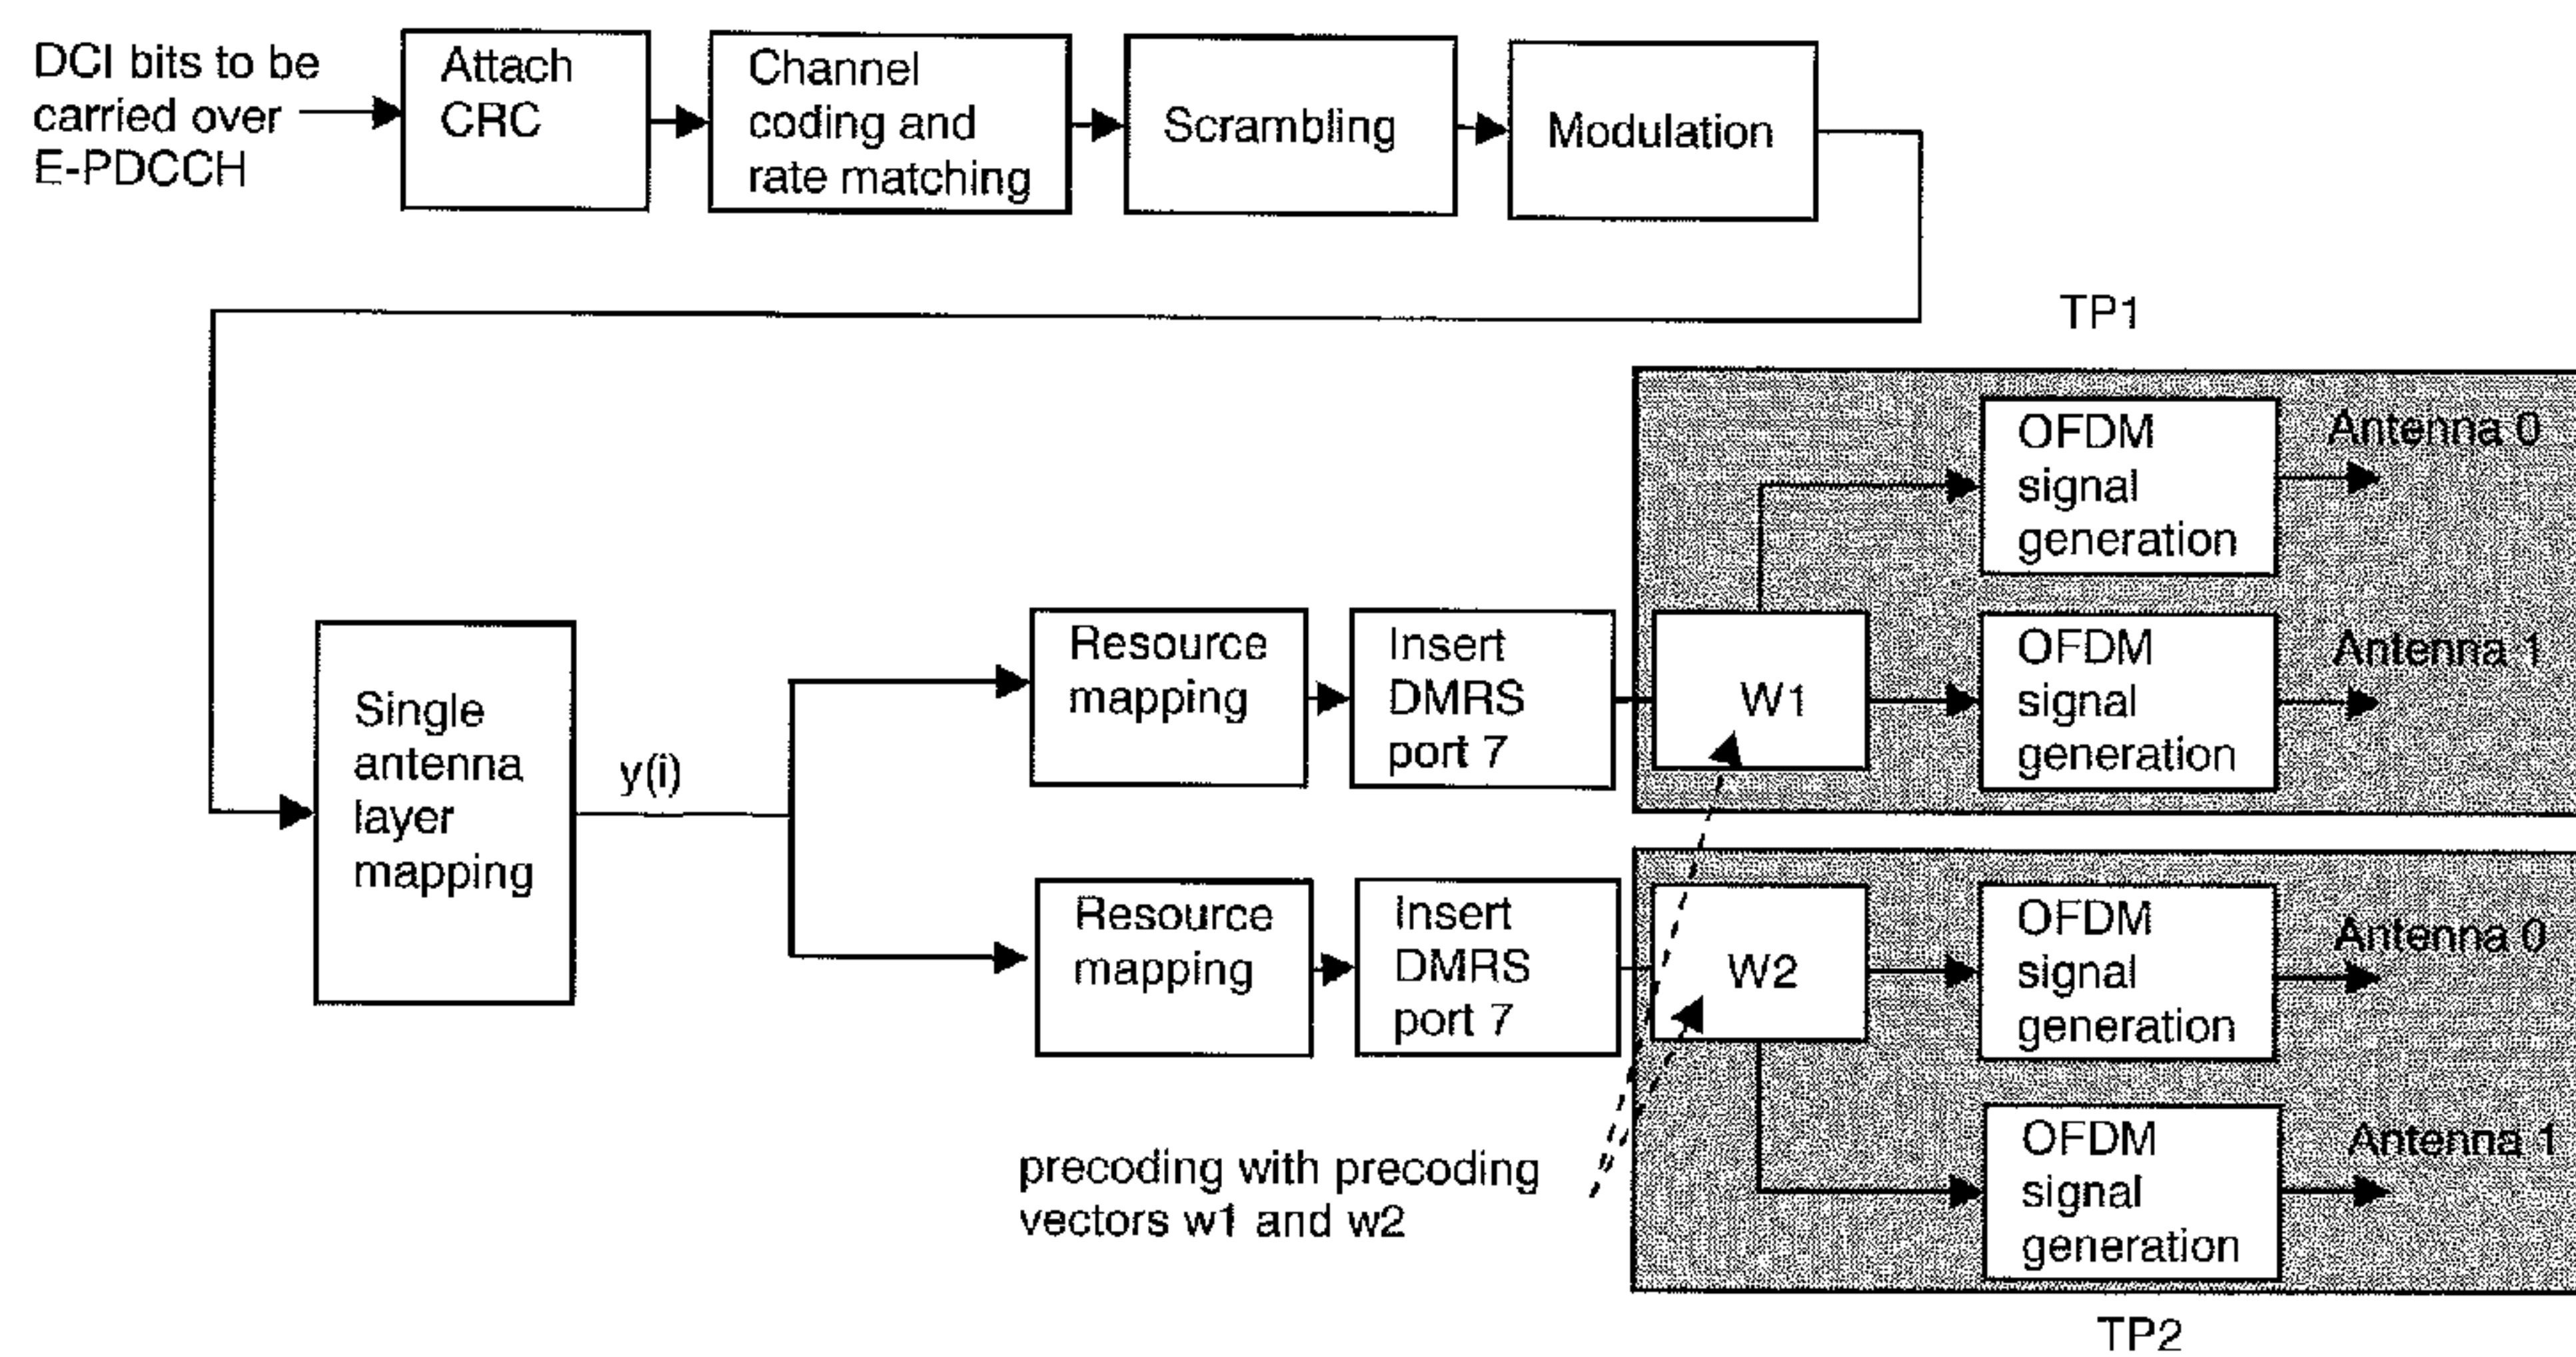 DCI bits to be
carried over
E-PDCCH
Attach
CRC
Channel
coding and
rate matching
Scrambling
Modulation
TP1
Single
antenna
layer
mapping
y(i)
Resource
mapping
Insert
DMRS
port 7
W1
OFDM
signal
generation
Antenna 0
OFDM
signal
generation
Antenna 1
Resource
mapping
Insert
DMRS
port 7
W2
OFDM
signal
generation
Antenna 0
OFDM
signal
generation
Antenna 1
precoding with precoding
vectors w1 and w2
TP2